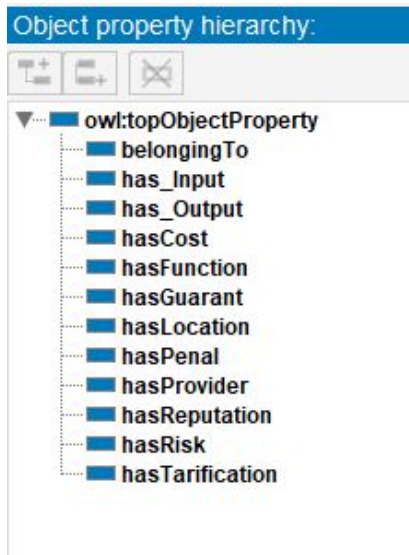 Object property hierarchy:
owl:topObjectProperty
belongingTo
has_Input
has_Output
hasCost
hasFunction
hasGuarant
hasLocation
hasPenal
hasProvider
hasReputation
hasRisk
hasTarification